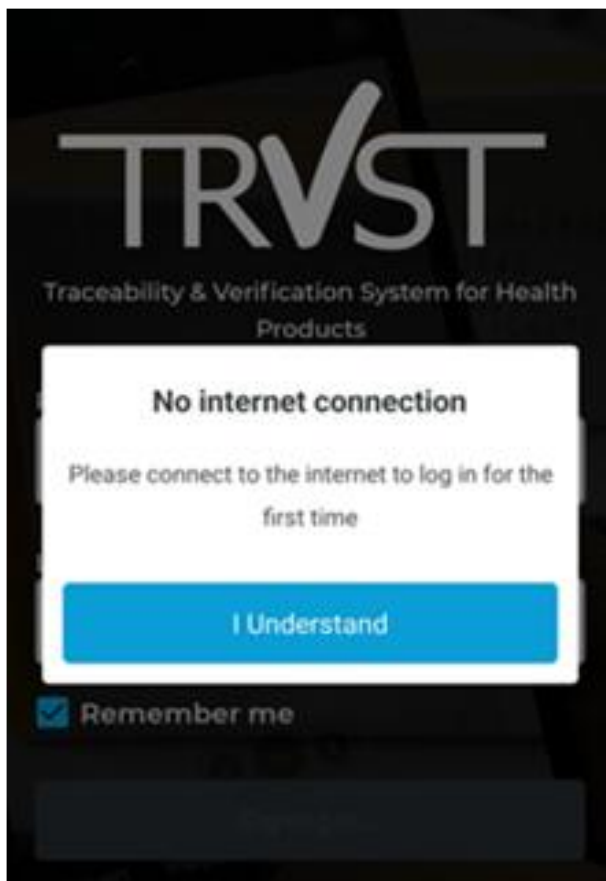 TRVST
Traceability & Verification System for Health
Products
No internet connection
Please connect to the internet to log in for the
first time
I Understand
Remember me